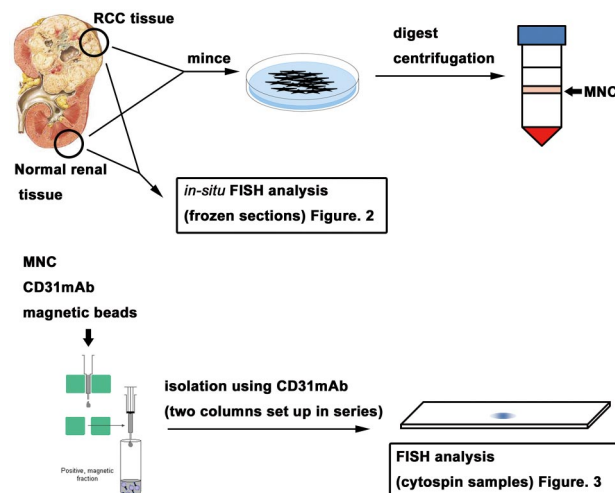 RCC tissue
mince
digest
centrifugation
MNC
Normal renal
tissue
in-situ FISH analysis
(frozen sections) Figure. 2
MNC
CD31mAb
magnetic beads
isolation using CD31mAb
(two columns set up in series)
Positive, magnetic
fraction
FISH analysis
(cytospin samples) Figure. 3